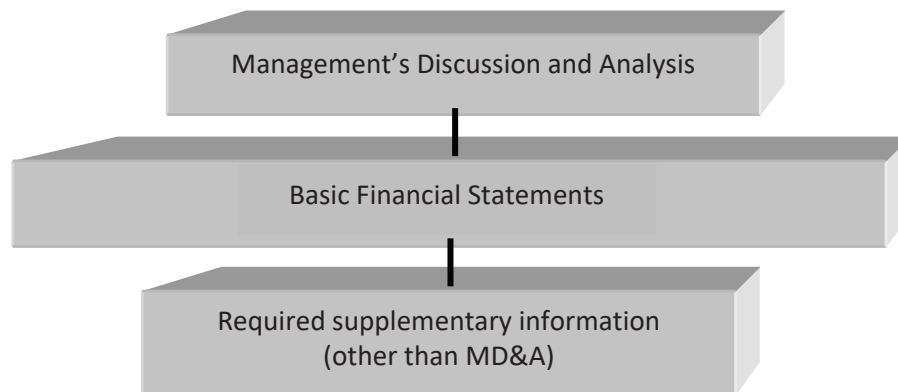 Management’s Discussion and Analysis
Basic Financial Statements
Required supplementary information
(other than MD&A)